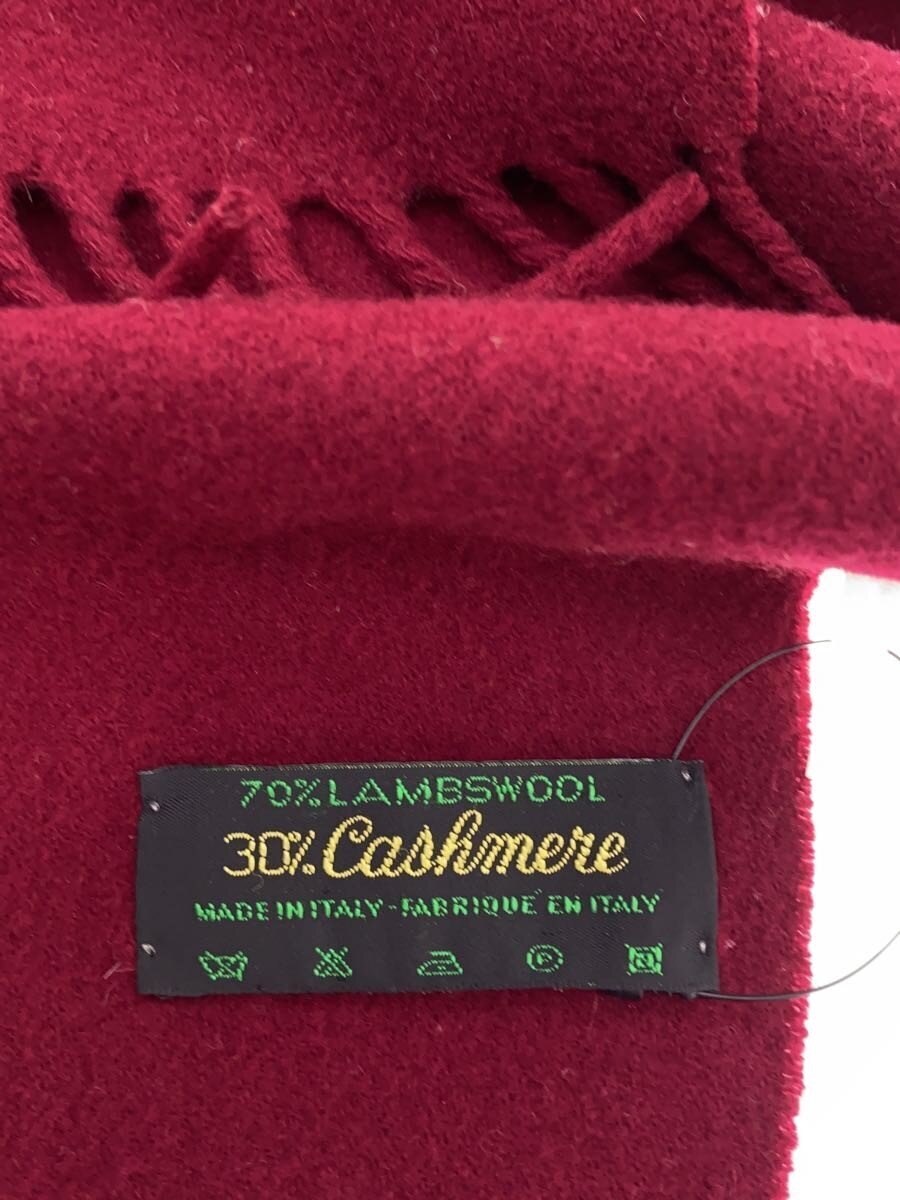 70% LAMBSWOOL
30% Cashmere
MADE IN ITALY - FABRIQUE EN ITALY
P